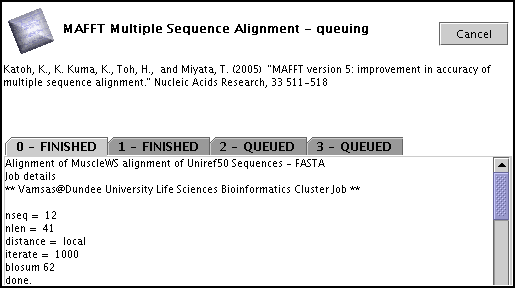 MAFFT Multiple Sequence Alignment - queuing
Cancel
Katoh, K., K. Kuma, K., Toh, H., and Miyata, T. (2005) "MAFFT version 5: improvement in accuracy of
multiple sequence alignment." Nucleic Acids Research, 33 511-518
0 - FINISHED 1 - FINISHED 2 - QUEUED 3 - QUEUED
Alignment of MuscleWS alignment of Uniref50 Sequences - FASTA
Job details
** Vamsas@Dundee University Life Sciences Bioinformatics Cluster Job **
nseq = 12
nlen = 41
distance = local
iterate = 1000
blosum 62
done.